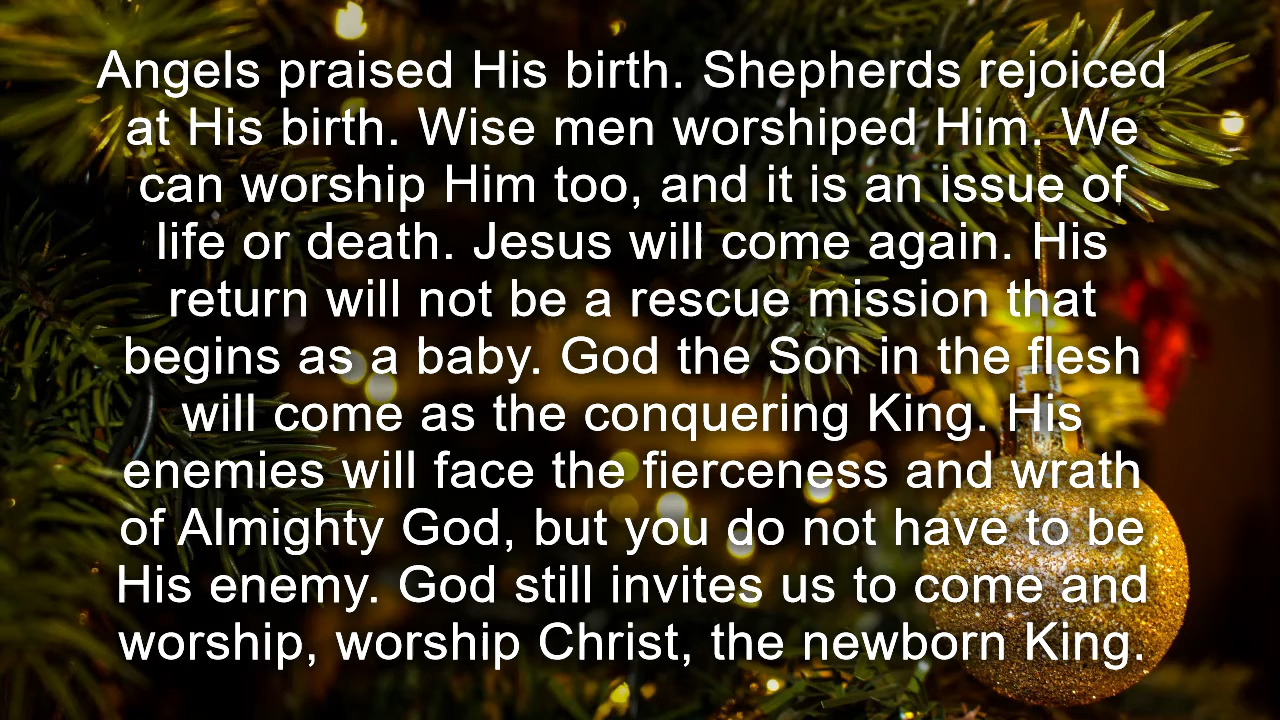 Angels praised His birth. Shepherds rejoiced
at His birth. Wise men worshiped Him. We
can worship Him too, and it is an issue of
life or death. Jesus will come again. His
return will not be a rescue mission that
begins as a baby. God the Son in the flesh
will come as the conquering King. His
enemies will face the fierceness and wrath
of Almighty God, but you do not have to be
His enemy. God still invites us to come and
worship, worship Christ, the newborn King.